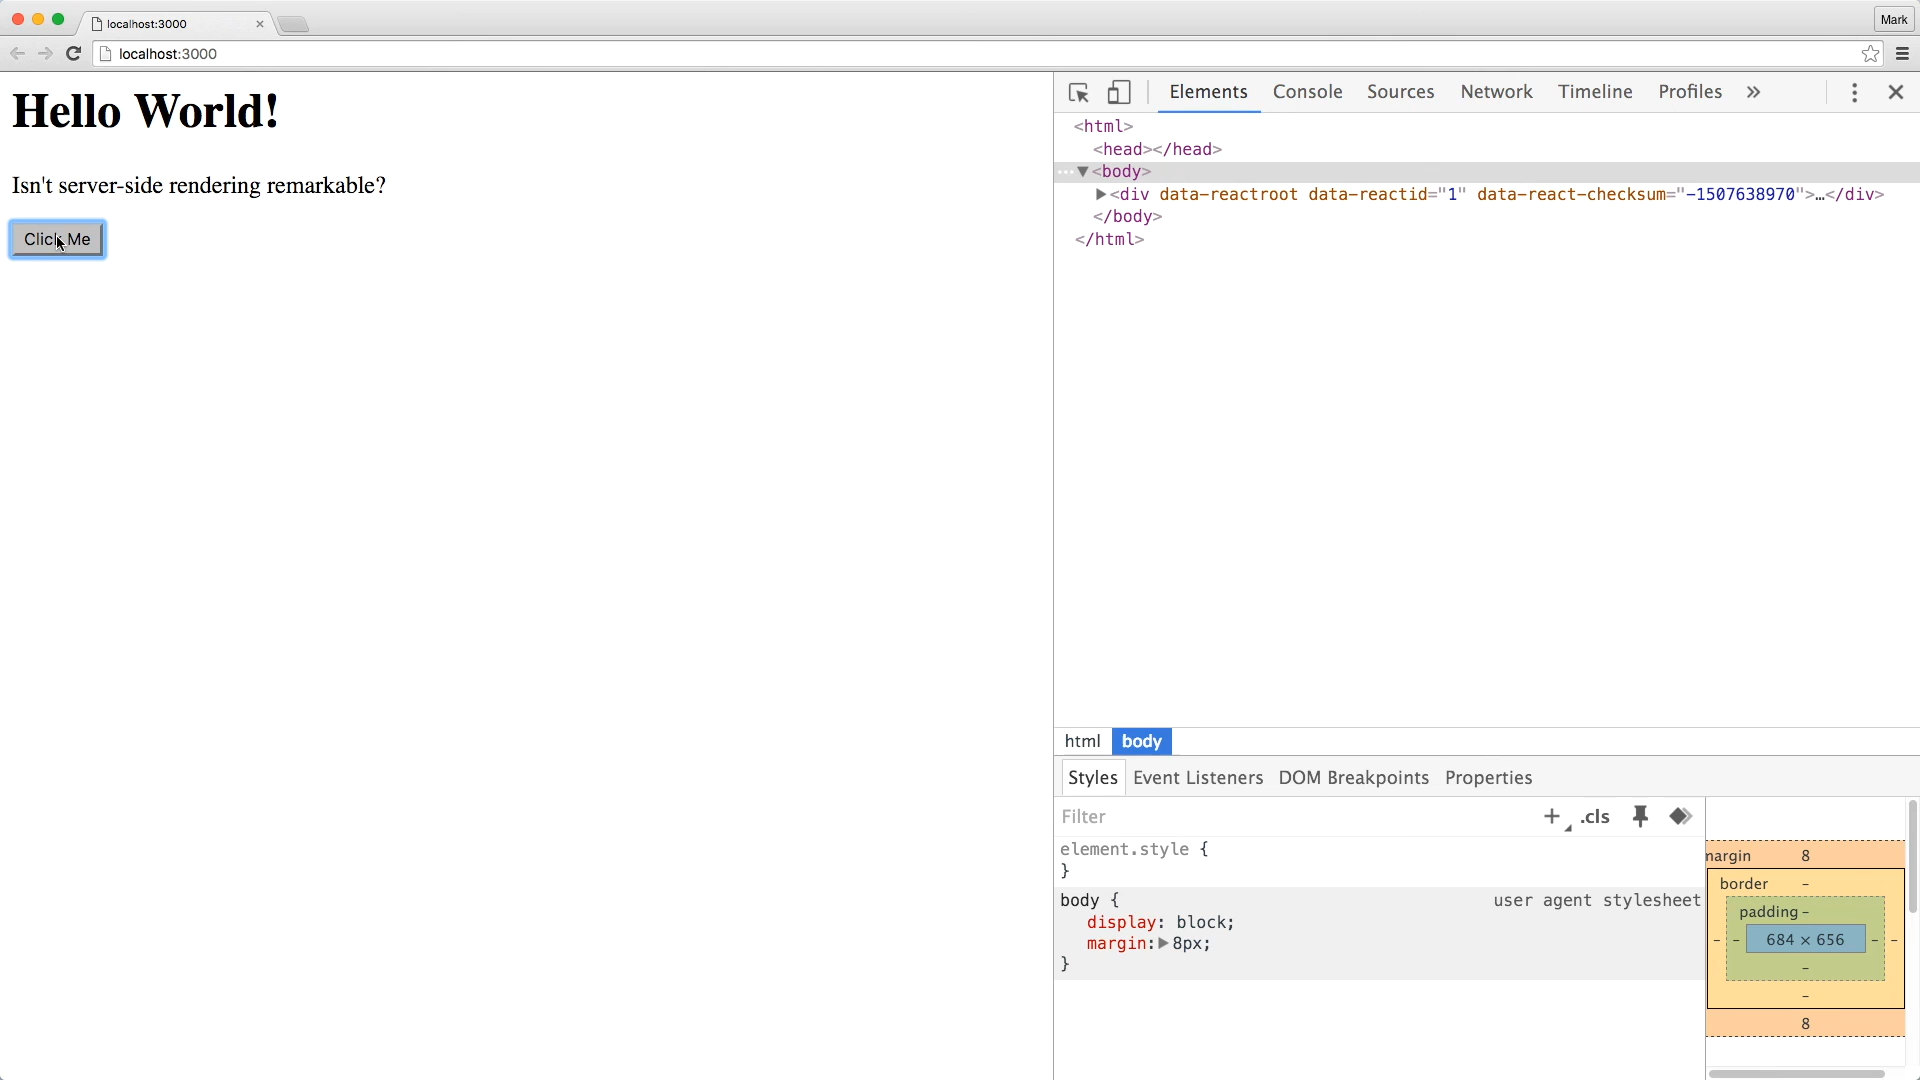 localhost:3000
Mark
localhost:3000
Hello World!
Isn't server-side rendering remarkable?
Click Me
Elements Console Sources Network Timeline Profiles »
<html>
<head></head>
<body>
<div data-reactroot data-reactid="1" data-react-checksum="-1507638970">…</div>
</body>
</html>
html body
Styles Event Listeners DOM Breakpoints Properties
Filter
+ .cls
element.style {
}
body { user agent stylesheet
display: block;
margin: 8px;
}
margin 8
border -
padding -
- - 684 × 656 - -
-
-
8